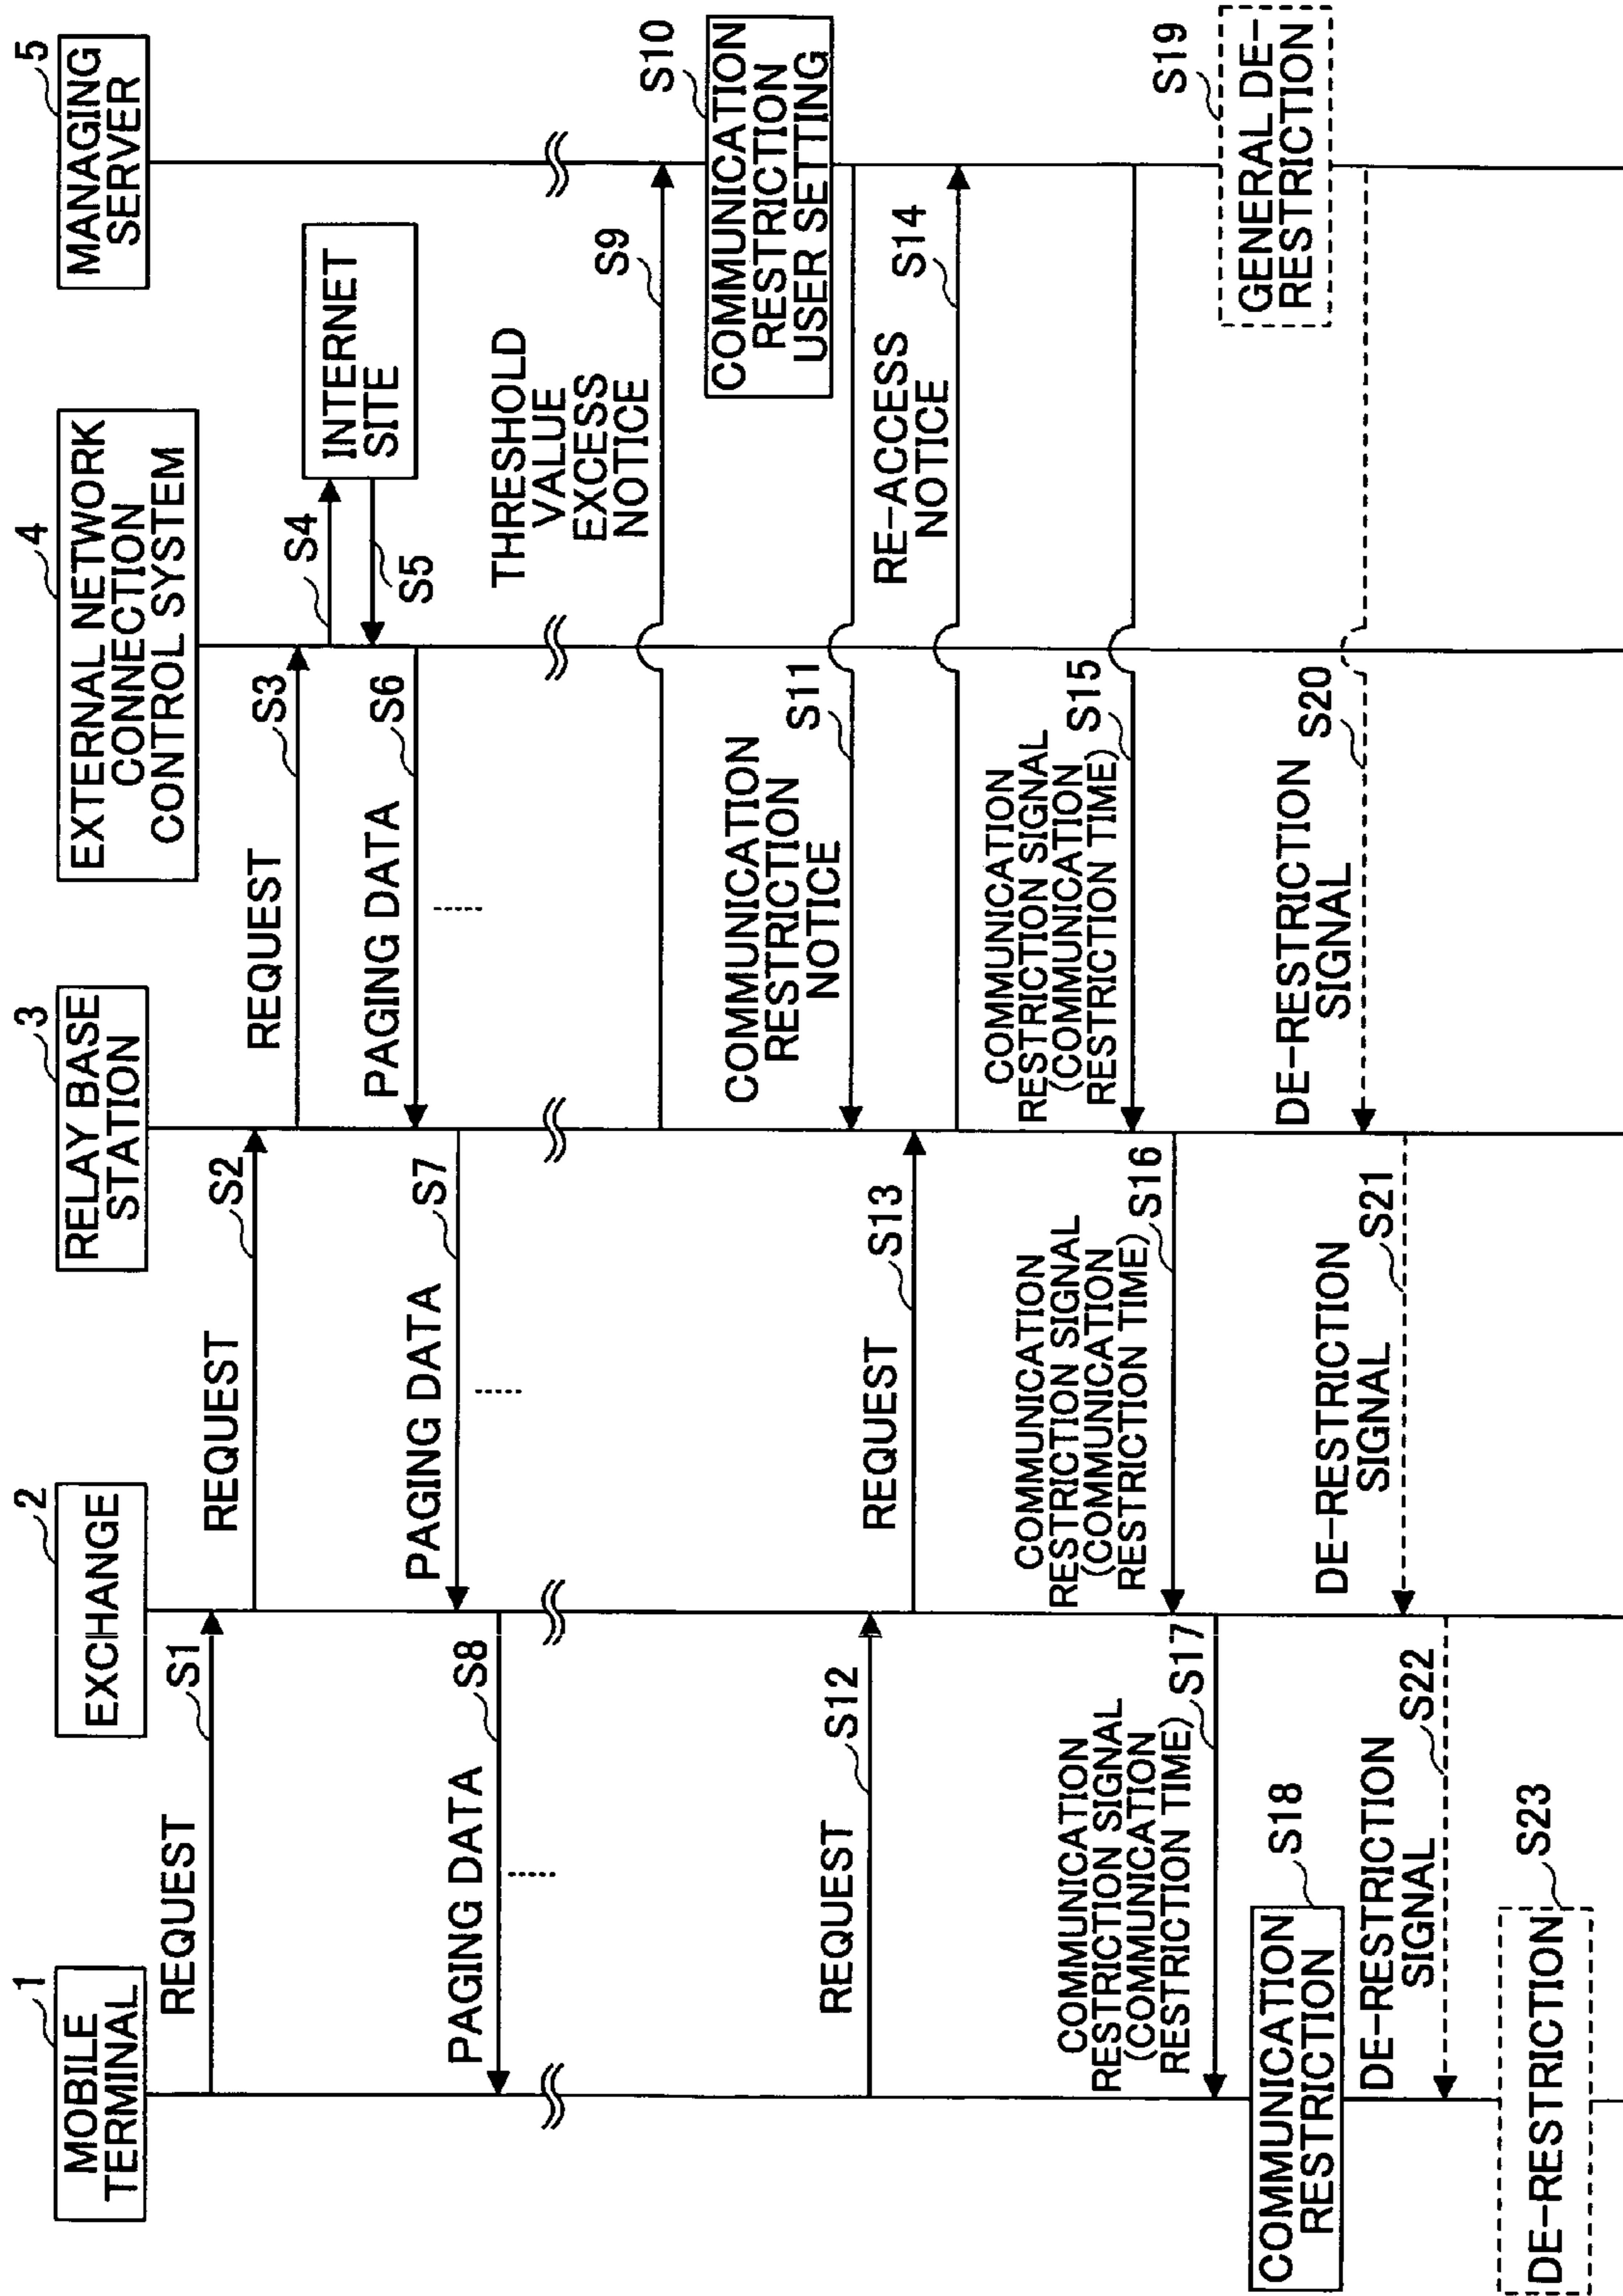 1
MOBILE
TERMINAL
2
EXCHANGE
3
RELAY BASE
STATION
4
EXTERNAL NETWORK
CONNECTION
CONTROL SYSTEM
5
MANAGING
SERVER
REQUEST
S1
REQUEST
S2
REQUEST
S3
S4
INTERNET
SITE
S5
PAGING DATA
S6
PAGING DATA
S7
PAGING DATA
S8
THRESHOLD
VALUE
EXCESS
NOTICE
S9
S10
COMMUNICATION
RESTRICTION
USER SETTING
COMMUNICATION
RESTRICTION
NOTICE
S11
REQUEST
S12
REQUEST
S13
RE-ACCESS
NOTICE
S14
COMMUNICATION
RESTRICTION SIGNAL
(COMMUNICATION
RESTRICTION TIME)
S15
COMMUNICATION
RESTRICTION SIGNAL
(COMMUNICATION
RESTRICTION TIME)
S16
COMMUNICATION
RESTRICTION SIGNAL
(COMMUNICATION
RESTRICTION TIME)
S17
COMMUNICATION
RESTRICTION
S18
S19
GENERAL DE-
RESTRICTION
DE-RESTRICTION
SIGNAL
S20
DE-RESTRICTION
SIGNAL
S21
DE-RESTRICTION
SIGNAL
S22
DE-RESTRICTION
S23